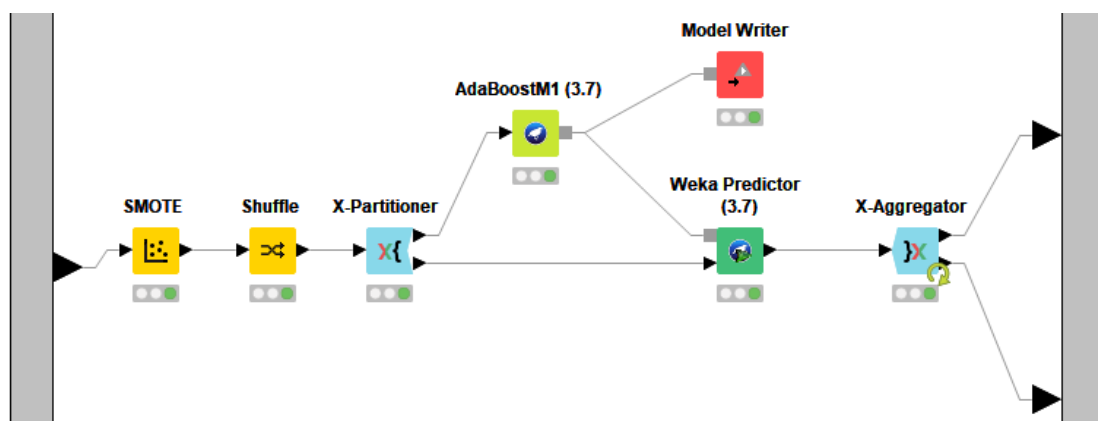 Model Writer
AdaBoostM1 (3.7)
Weka Predictor
(3.7)
SMOTE
Shuffle
X-Partitioner
X-Aggregator
X{
}X